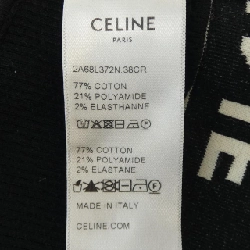 CELINE
PARIS
2A68L372N.38CR
77% COTTON
21% POLYAMIDE
2% ELASTHANNE
77% COTTON
21% POLYAMIDE
2% ELASTANE
MADE IN ITALY
CELINE.COM